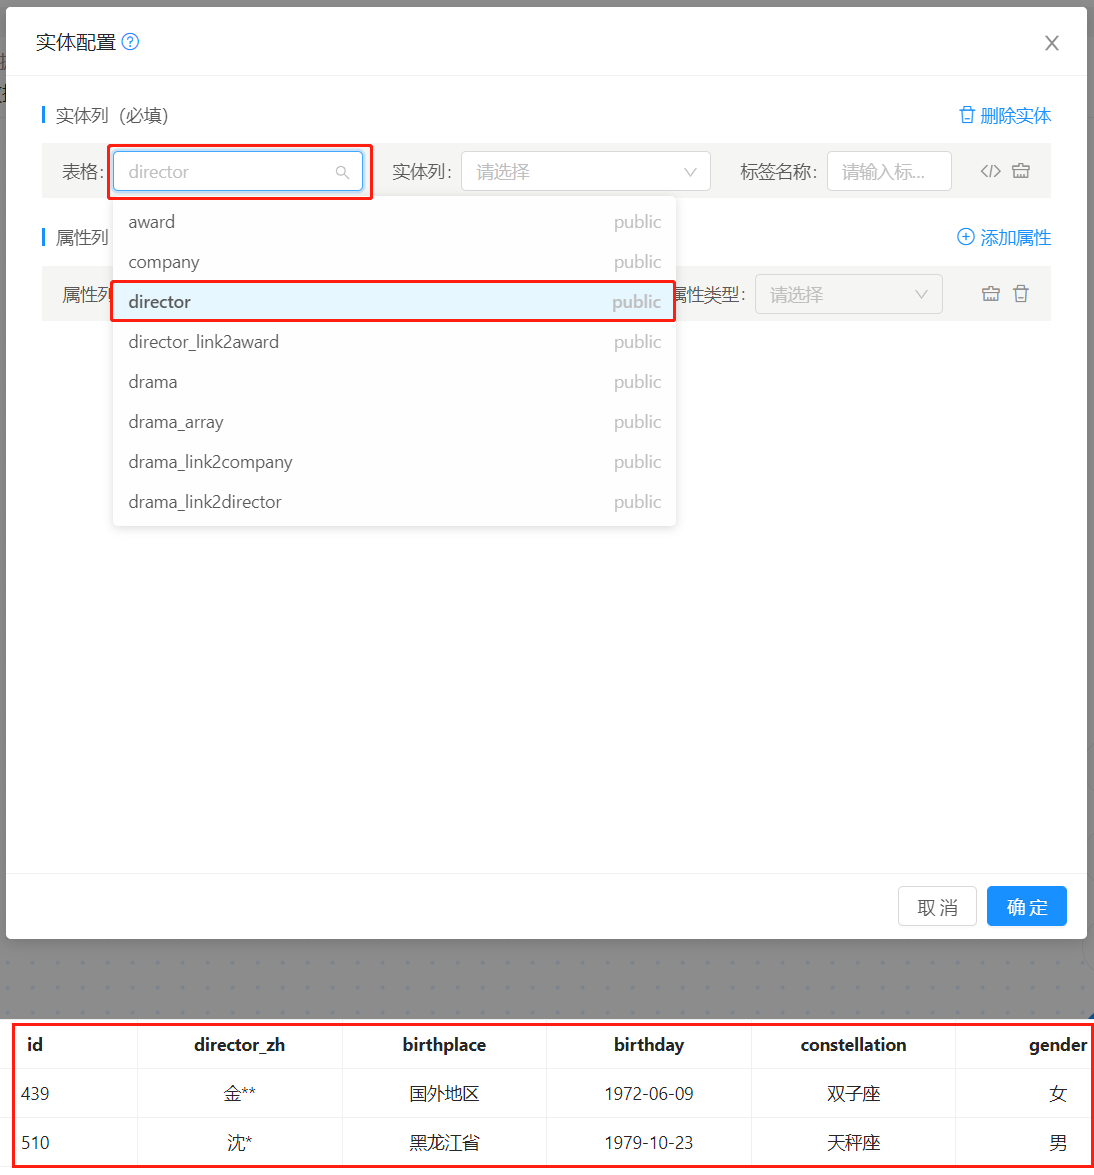 实体配置
实体列（必填） 删除实体
表格: director 实体列: 请选择 标签名称: 请输入标...
award public
属性列 添加属性
company public
属性列 director public 属性类型: 请选择
director_link2award public
drama public
drama_array public
drama_link2company public
drama_link2director public
取消 确定
id director_zh birthplace birthday constellation gender
439 金** 国外地区 1972-06-09 双子座 女
510 沈* 黑龙江省 1979-10-23 天秤座 男